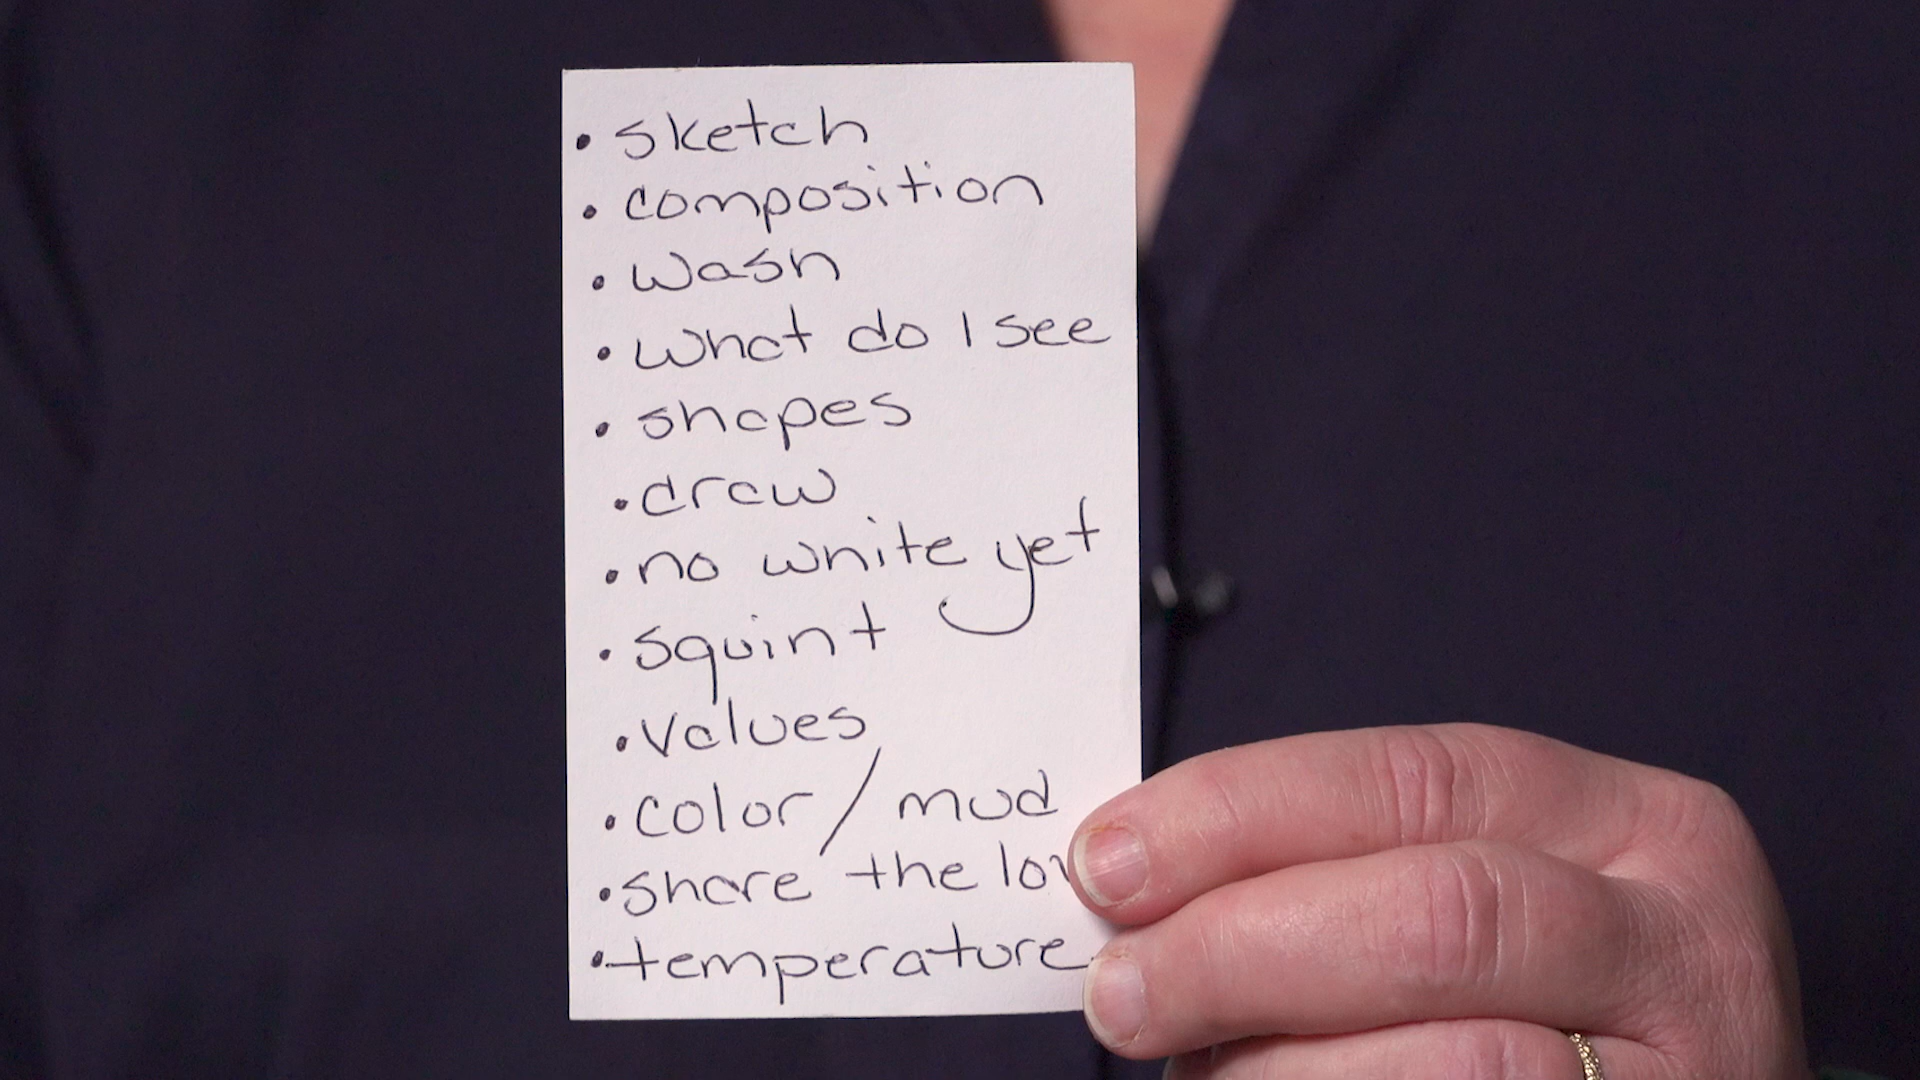 • sketch
• composition
• wash
• what do I see
• shapes
• draw
• no white yet
• squint
• values
• color / mud
• share the
• temperature